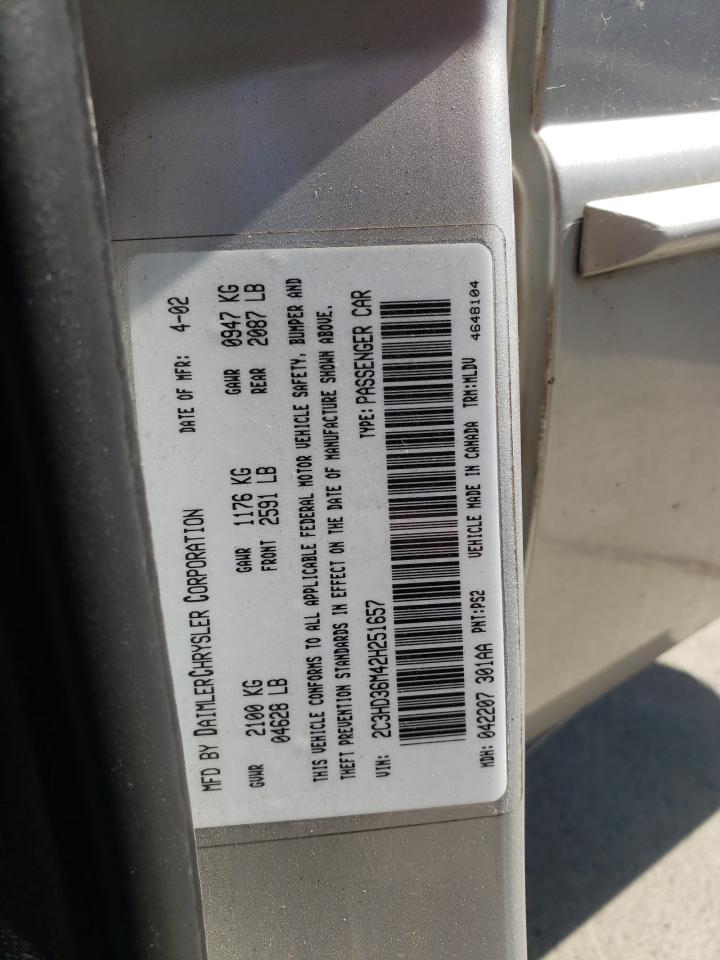 MFD BY DAIMLERCHRYSLER CORPORATION DATE OF MFR: 4-02
GVWR 2100 KG GAWR 1176 KG GAWR 0947 KG
04628 LB FRONT 2591 LB REAR 2087 LB
THIS VEHICLE CONFORMS TO ALL APPLICABLE FEDERAL MOTOR VEHICLE SAFETY, BUMPER AND
THEFT PREVENTION STANDARDS IN EFFECT ON THE DATE OF MANUFACTURE SHOWN ABOVE.
VIN: 2C3HD36M42H251657 TYPE: PASSENGER CAR
MDH: 042207 301AA PNT:PS2 VEHICLE MADE IN CANADA TRM:MLDV 4648104